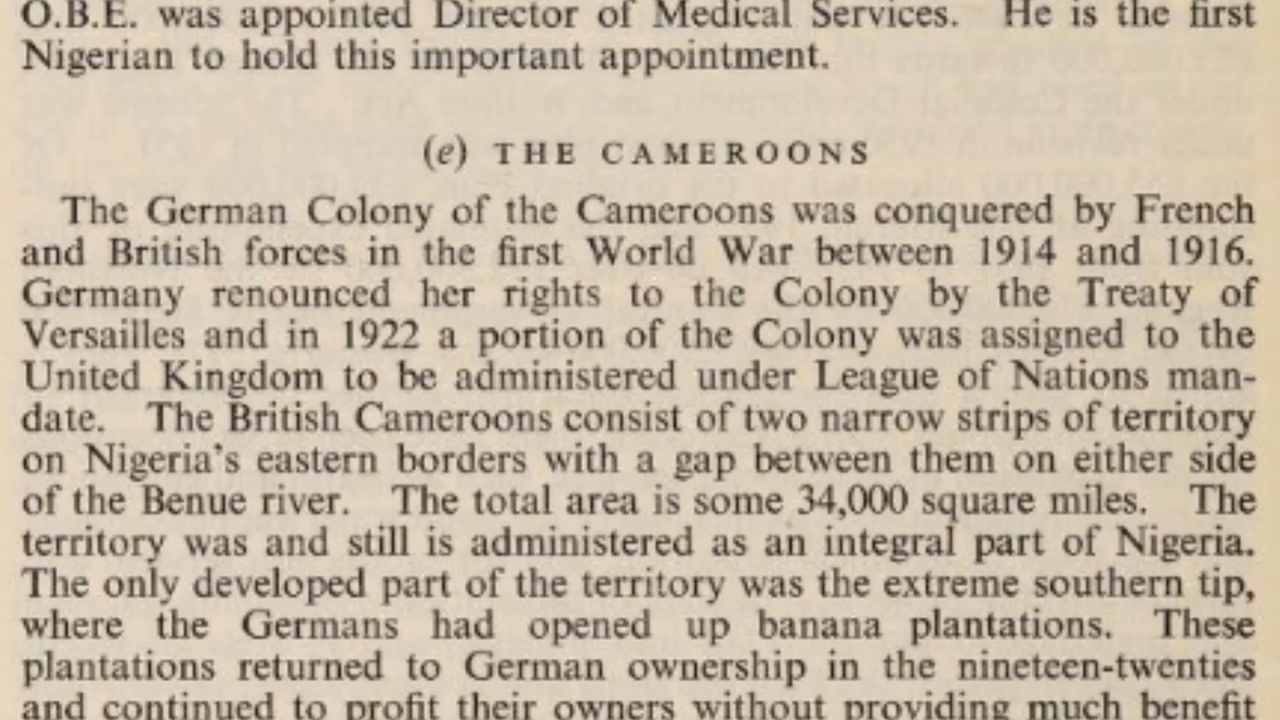 O.B.E. was appointed Director of Medical Services. He is the first
Nigerian to hold this important appointment.
(e) THE CAMEROONS
The German Colony of the Cameroons was conquered by French
and British forces in the first World War between 1914 and 1916.
Germany renounced her rights to the Colony by the Treaty of
Versailles and in 1922 a portion of the Colony was assigned to the
United Kingdom to be administered under League of Nations man-
date. The British Cameroons consist of two narrow strips of territory
on Nigeria's eastern borders with a gap between them on either side
of the Benue river. The total area is some 34,000 square miles. The
territory was and still is administered as an integral part of Nigeria.
The only developed part of the territory was the extreme southern tip,
where the Germans had opened up banana plantations. These
plantations returned to German ownership in the nineteen-twenties
and continued to profit their owners without providing much benefit